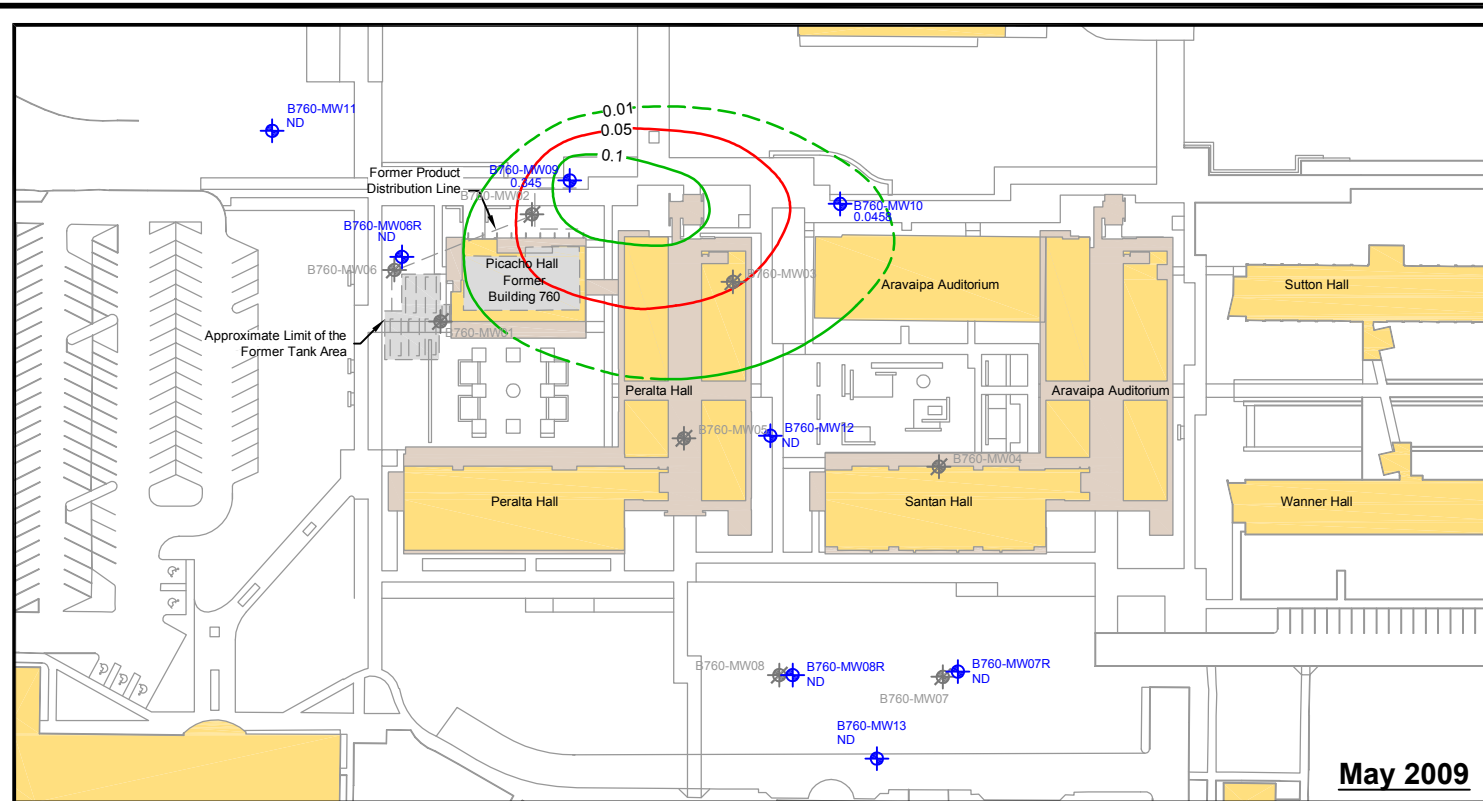 0.01
0.05
0.1
B760-MW11
ND
Former Product
Distribution Line
B760-MW09
0.345
B760-MW02
B760-MW10
0.0458
B760-MW06R
ND
B760-MW06
Picacho Hall
Former
Building 760
B760-MW03
Aravaipa Auditorium
Sutton Hall
Approximate Limit of the
Former Tank Area
B760-MW01
Peralta Hall
Aravaipa Auditorium
B760-MW05
B760-MW12
ND
B760-MW04
Peralta Hall
Santan Hall
Wanner Hall
B760-MW08
B760-MW08R
ND
B760-MW07R
ND
B760-MW07
B760-MW13
ND
May 2009